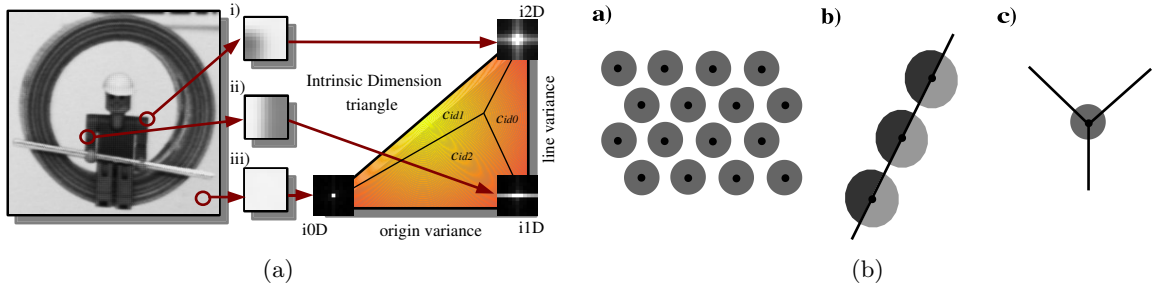 i)
ii)
iii)
i2D
Intrinsic Dimension
triangle
cid1
cid0
cid2
line variance
i0D
origin variance
i1D
(a)
a)
b)
c)
(b)